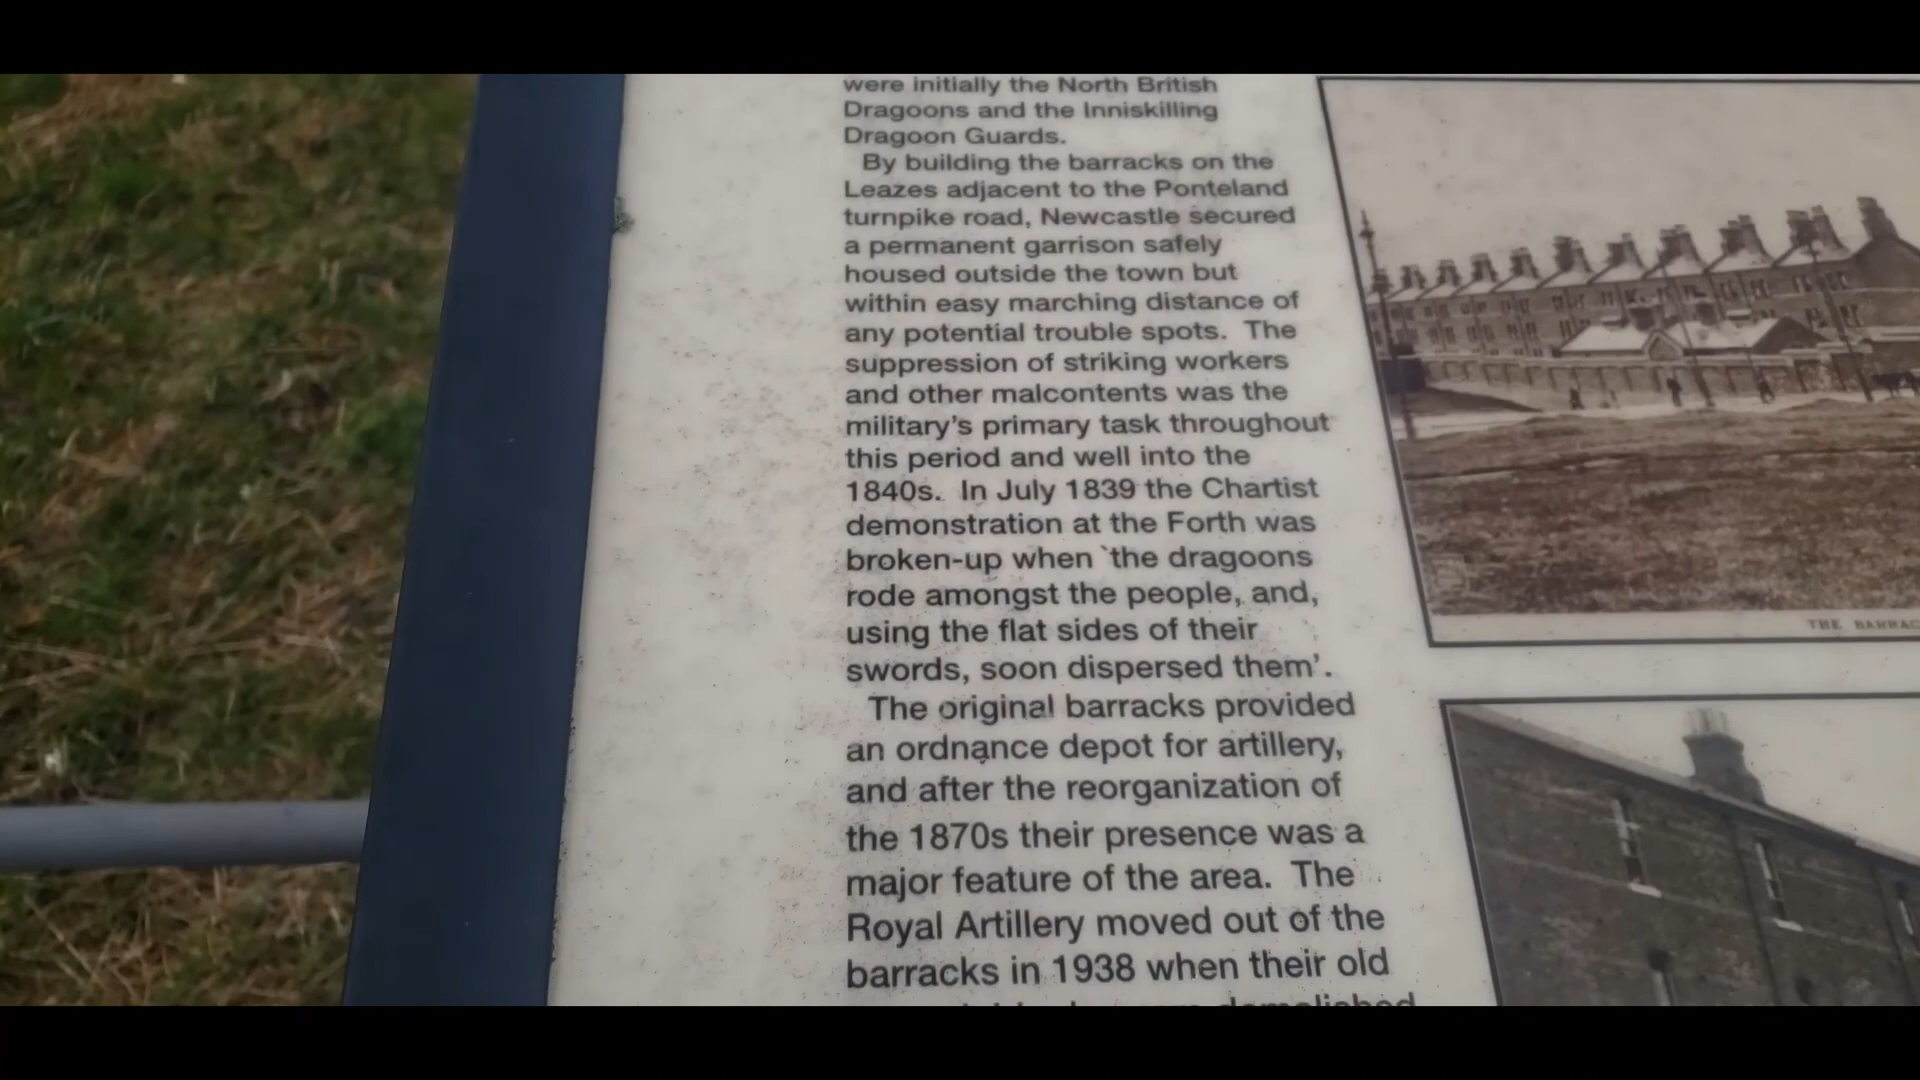 were initially the North British
Dragoons and the Inniskilling
Dragoon Guards.
By building the barracks on the
Leazes adjacent to the Ponteland
turnpike road, Newcastle secured
a permanent garrison safely
housed outside the town but
within easy marching distance of
any potential trouble spots. The
suppression of striking workers
and other malcontents was the
military's primary task throughout
this period and well into the
1840s. In July 1839 the Chartist
demonstration at the Forth was
broken-up when `the dragoons
rode amongst the people, and,
using the flat sides of their
swords, soon dispersed them'.
The original barracks provided
an ordnance depot for artillery,
and after the reorganization of
the 1870s their presence was a
major feature of the area. The
Royal Artillery moved out of the
barracks in 1938 when their old
demolished
THE BARRAC